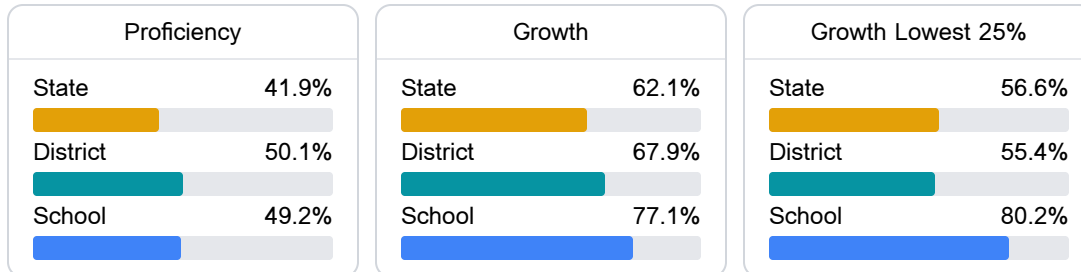 Proficiency
State 41.9%
District 50.1%
School 49.2%
Growth
State 62.1%
District 67.9%
School 77.1%
Growth Lowest 25%
State 56.6%
District 55.4%
School 80.2%